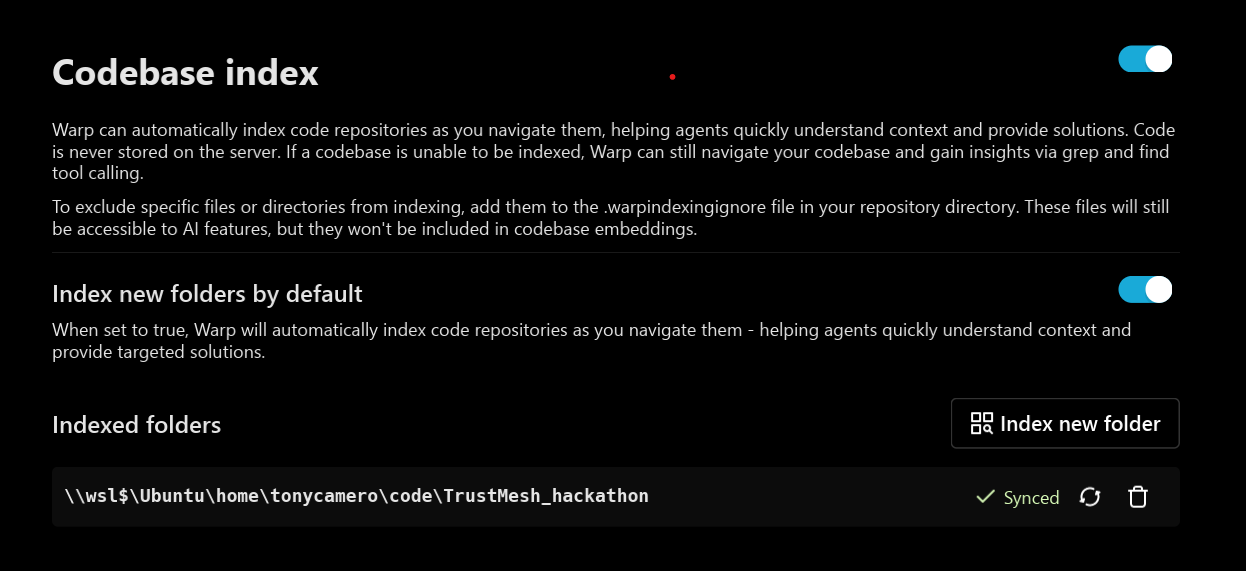 Codebase index
Warp can automatically index code repositories as you navigate them, helping agents quickly understand context and provide solutions. Code
is never stored on the server. If a codebase is unable to be indexed, Warp can still navigate your codebase and gain insights via grep and find
tool calling.
To exclude specific files or directories from indexing, add them to the .warpindexingignore file in your repository directory. These files will still
be accessible to AI features, but they won't be included in codebase embeddings.
Index new folders by default
When set to true, Warp will automatically index code repositories as you navigate them - helping agents quickly understand context and
provide targeted solutions.
Indexed folders
Index new folder
\\wsl$\Ubuntu\home\tonycamero\code\TrustMesh_hackathon
Synced